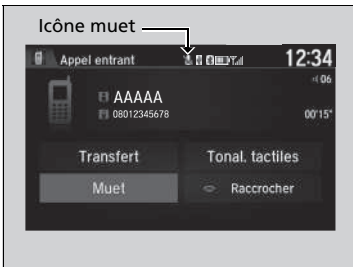 Icône muet
Appel entrant 12:34
06
AAAAA
08012345678 00'15"
Transfert Tonal. tactiles
Muet Raccrocher